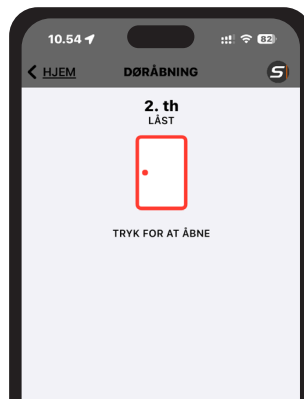 10.54 82
HJEM DØRÅBNING S
2. th
LÅST
TRYK FOR AT ÅBNE